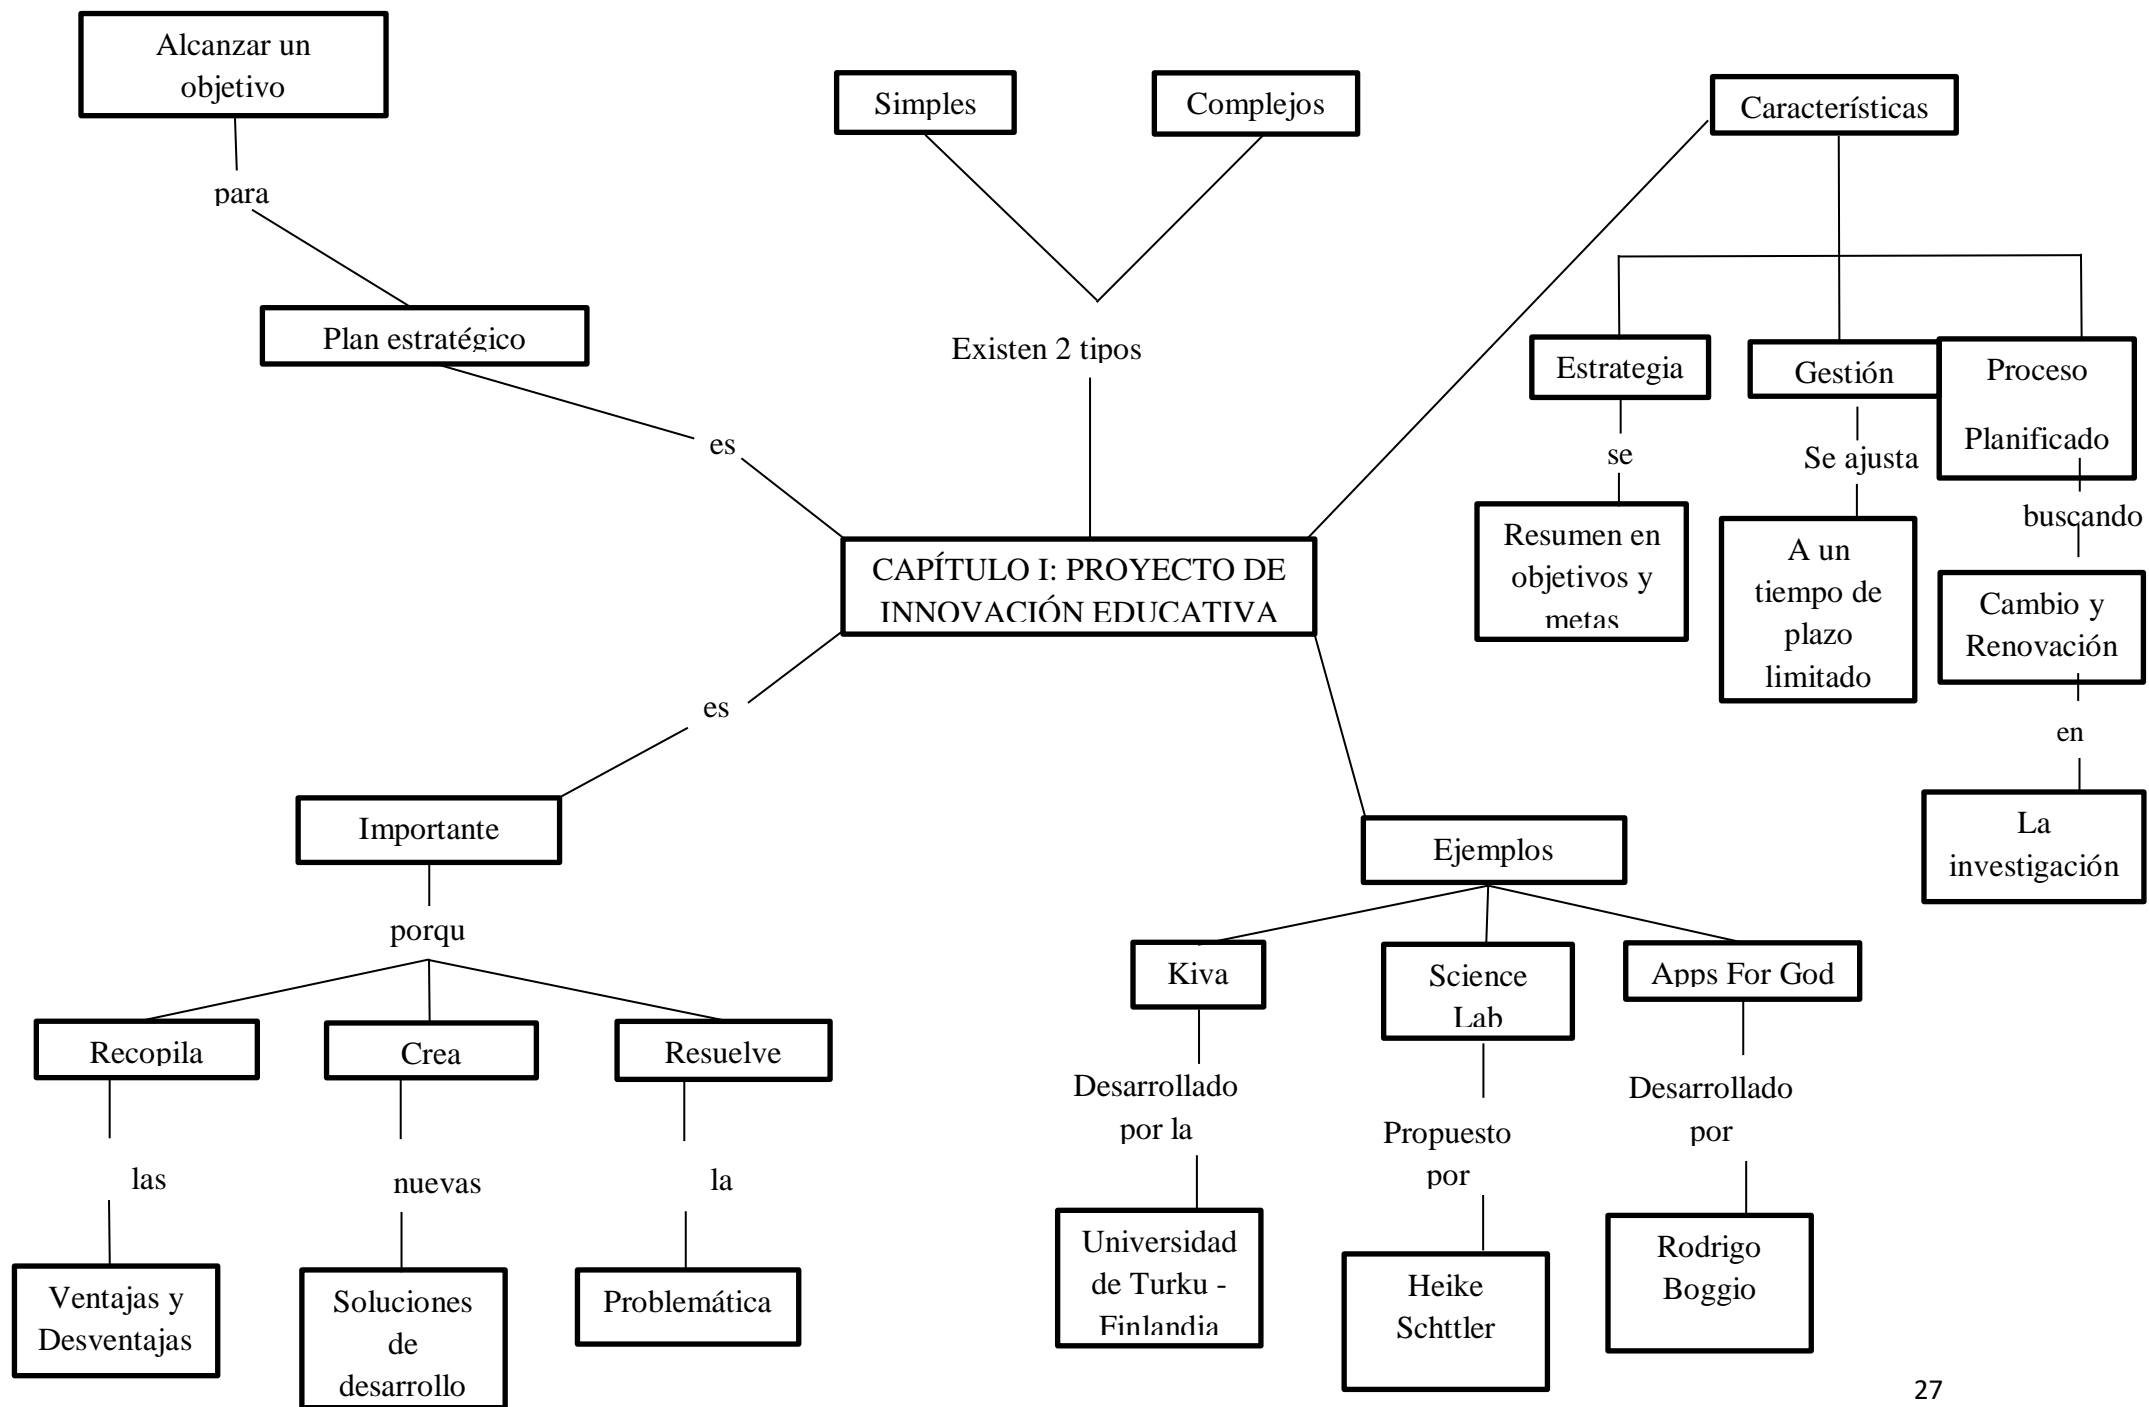 Alcanzar un
objetivo
para
Plan estratégico
es
Simples
Complejos
Existen 2 tipos
Características
Estrategia
se
Resumen en
objetivos y
metas
Gestión
Se ajusta
A un
tiempo de
plazo
limitado
Proceso
Planificado
buscando
Cambio y
Renovación
en
La
investigación
CAPÍTULO I: PROYECTO DE
INNOVACIÓN EDUCATIVA
es
Importante
porqu
Recopila
las
Ventajas y
Desventajas
Crea
nuevas
Soluciones
de
desarrollo
Resuelve
la
Problemática
Ejemplos
Kiva
Desarrollado
por la
Universidad
de Turku -
Finlandia
Science
Lab
Propuesto
por
Heike
Schttler
Apps For God
Desarrollado
por
Rodrigo
Boggio
27